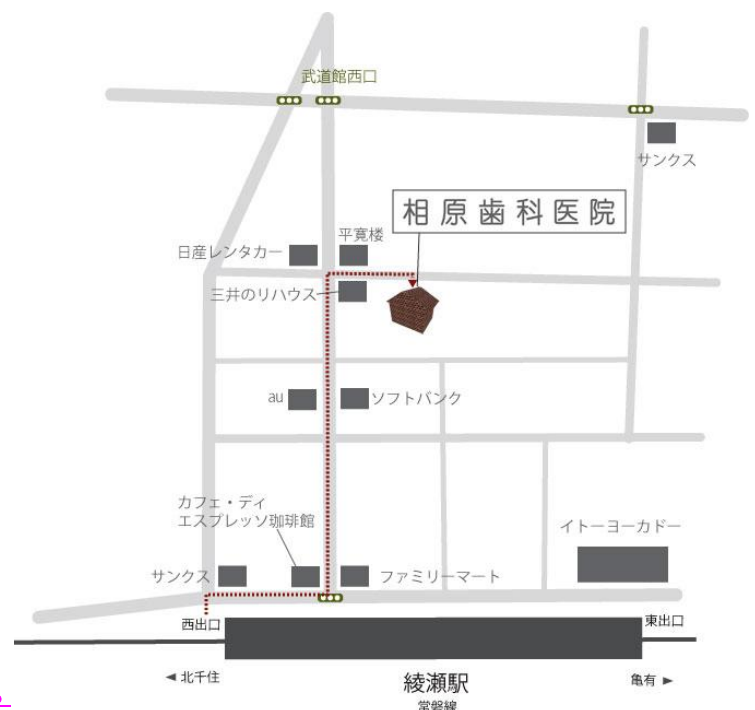 武道館西口
サンクス
相原歯科医院
平寛楼
日産レンタカー
三井のリハウス
au
ソフトバンク
カフェ・ディ
エスプレッソ珈琲館
イトーヨーカドー
サンクス
ファミリーマート
西出口
東出口
◀ 北千住
綾瀬駅
亀有 ▶
常磐線